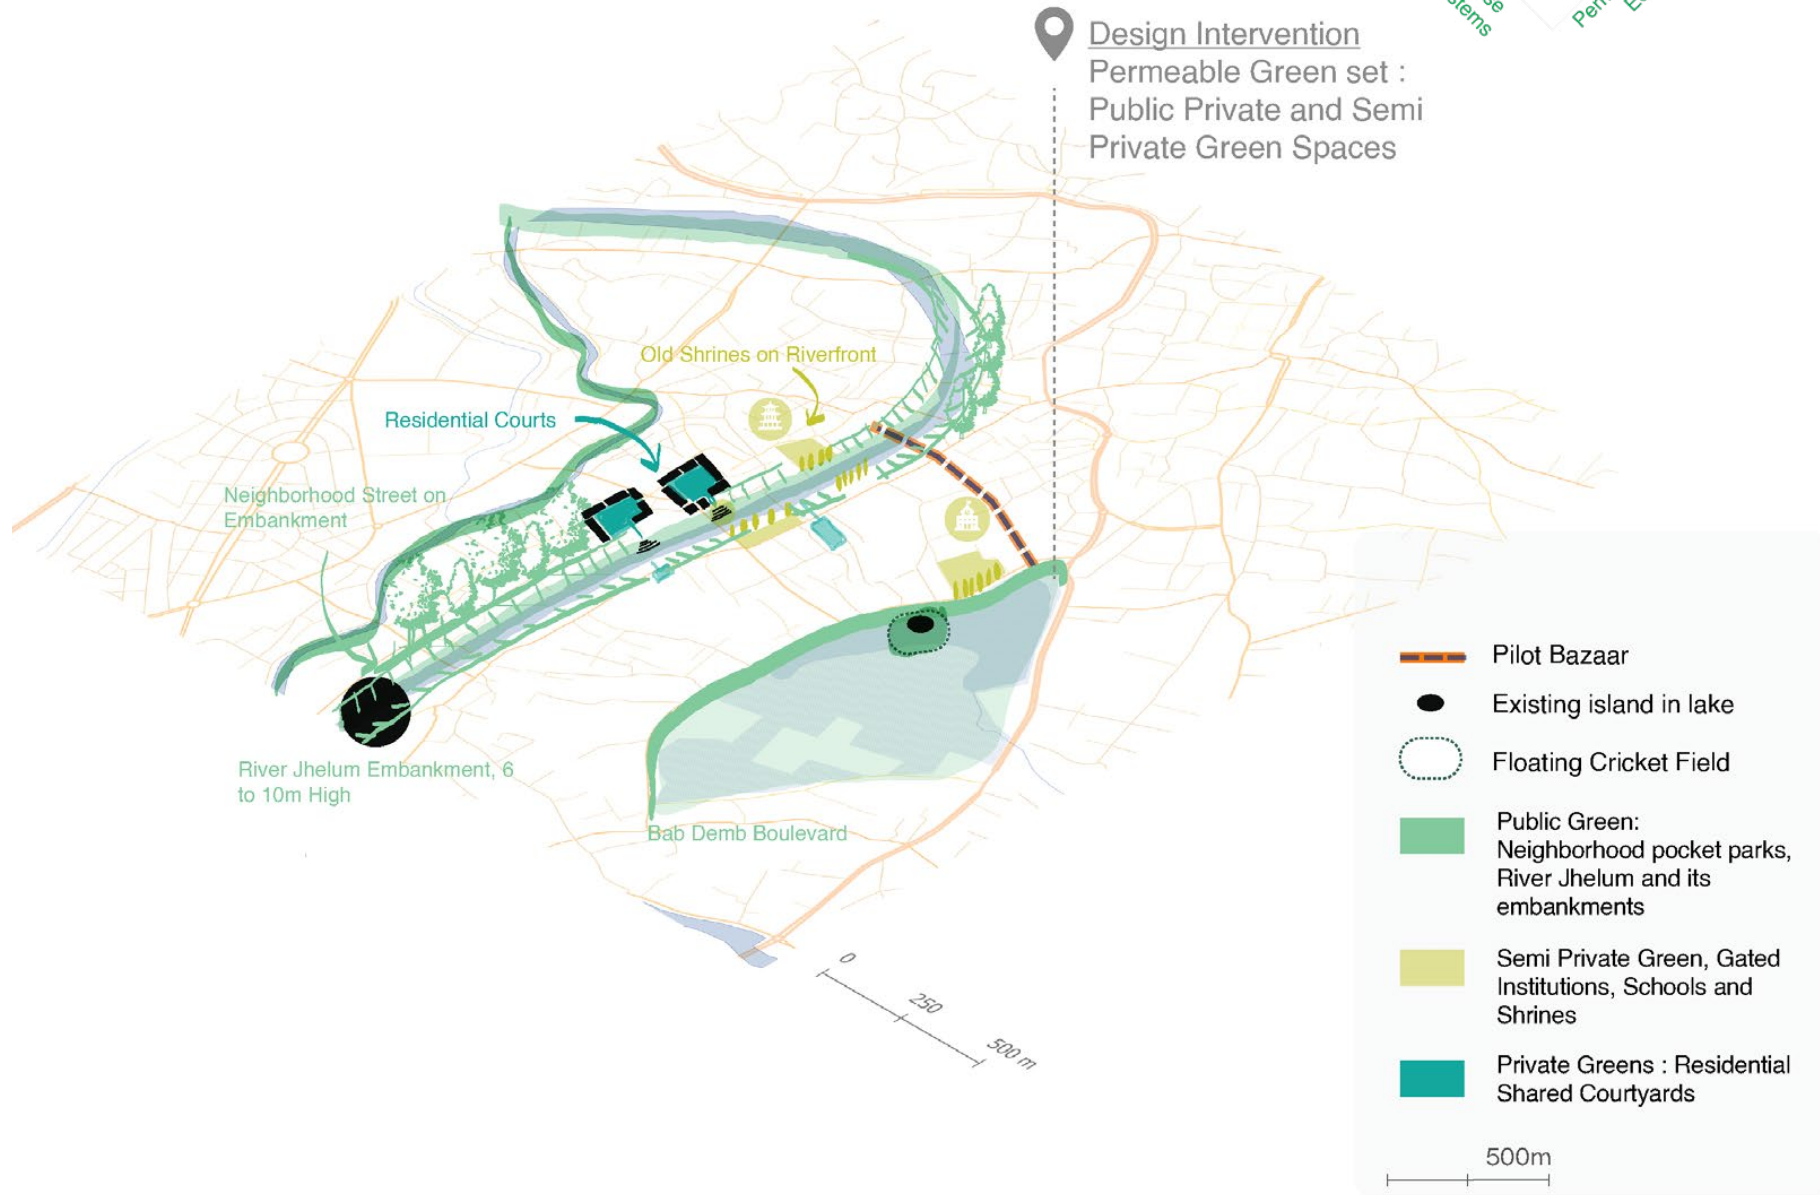 Design Intervention
Permeable Green set :
Public Private and Semi
Private Green Spaces
Old Shrines on Riverfront
Residential Courts
Neighborhood Street on
Embankment
River Jhelum Embankment, 6
to 10m High
Bab Demb Boulevard
0
250
500 m
Pilot Bazaar
Existing island in lake
Floating Cricket Field
Public Green:
Neighborhood pocket parks,
River Jhelum and its
embankments
Semi Private Green, Gated
Institutions, Schools and
Shrines
Private Greens : Residential
Shared Courtyards
500m